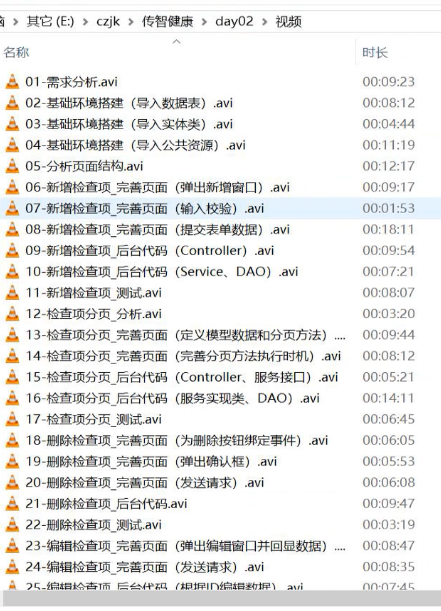 其它 (E:) > czjk > 传智健康 > day02 > 视频
名称 时长
01-需求分析.avi 00:09:23
02-基础环境搭建（导入数据表）.avi 00:08:12
03-基础环境搭建（导入实体类）.avi 00:04:44
04-基础环境搭建（导入公共资源）.avi 00:11:19
05-分析页面结构.avi 00:12:17
06-新增检查项_完善页面（弹出新增窗口）.avi 00:09:17
07-新增检查项_完善页面（输入校验）.avi 00:01:53
08-新增检查项_完善页面（提交表单数据）.avi 00:18:11
09-新增检查项_后台代码（Controller）.avi 00:09:54
10-新增检查项_后台代码（Service、DAO）.avi 00:07:21
11-新增检查项_测试.avi 00:08:07
12-检查项分页_分析.avi 00:03:20
13-检查项分页_完善页面（定义模型数据和分页方法）.... 00:09:44
14-检查项分页_完善页面（完善分页方法执行时机）.avi 00:08:12
15-检查项分页_后台代码（Controller、服务接口）.avi 00:05:21
16-检查项分页_后台代码（服务实现类、DAO）.avi 00:14:11
17-检查项分页_测试.avi 00:06:45
18-删除检查项_完善页面（为删除按钮绑定事件）.avi 00:06:05
19-删除检查项_完善页面（弹出确认框）.avi 00:05:53
20-删除检查项_完善页面（发送请求）.avi 00:06:08
21-删除检查项_后台代码.avi 00:09:47
22-删除检查项_测试.avi 00:03:19
23-编辑检查项_完善页面（弹出编辑窗口并回显数据）.... 00:08:47
24-编辑检查项_完善页面（发送请求）.avi 00:08:35
25-编辑检查项_后台代码（根据ID编辑数据）.avi 00:07:45